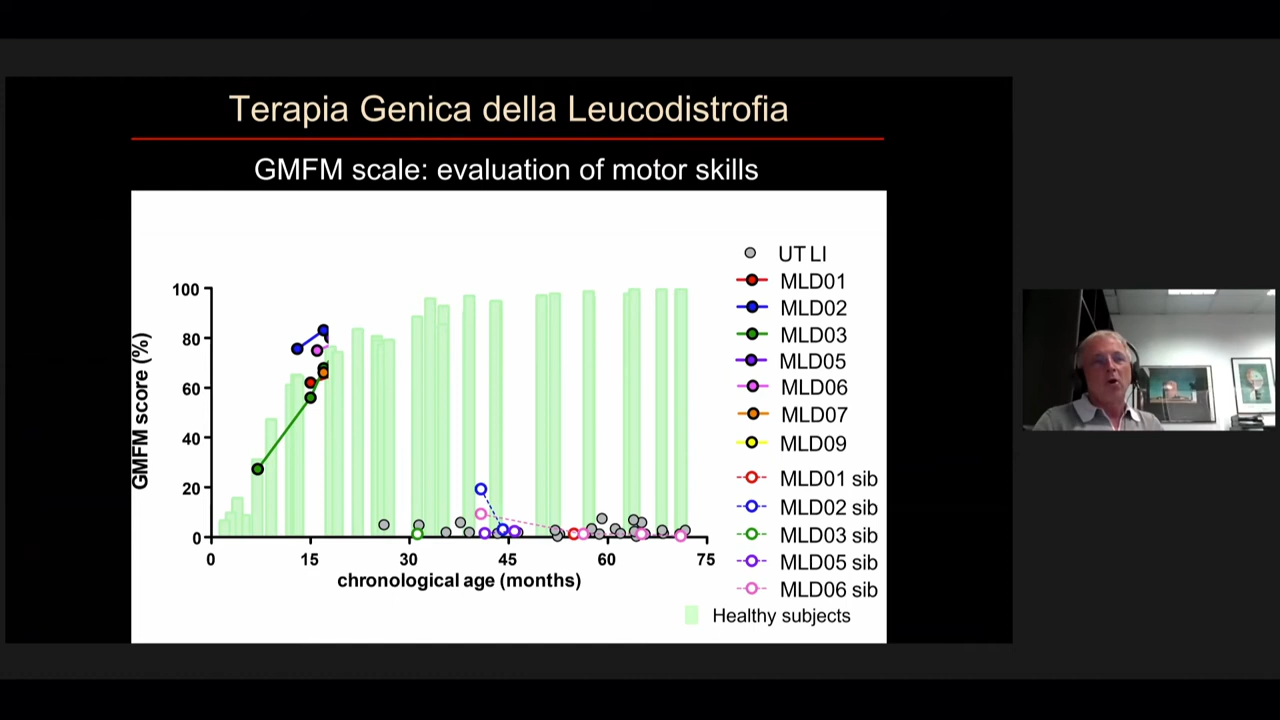 Terapia Genica della Leucodistrofia
GMFM scale: evaluation of motor skills
GMFM score (%)
100
80
60
40
20
0
0 15 30 45 60 75
chronological age (months)
UT LI
MLD01
MLD02
MLD03
MLD05
MLD06
MLD07
MLD09
MLD01 sib
MLD02 sib
MLD03 sib
MLD05 sib
MLD06 sib
Healthy subjects